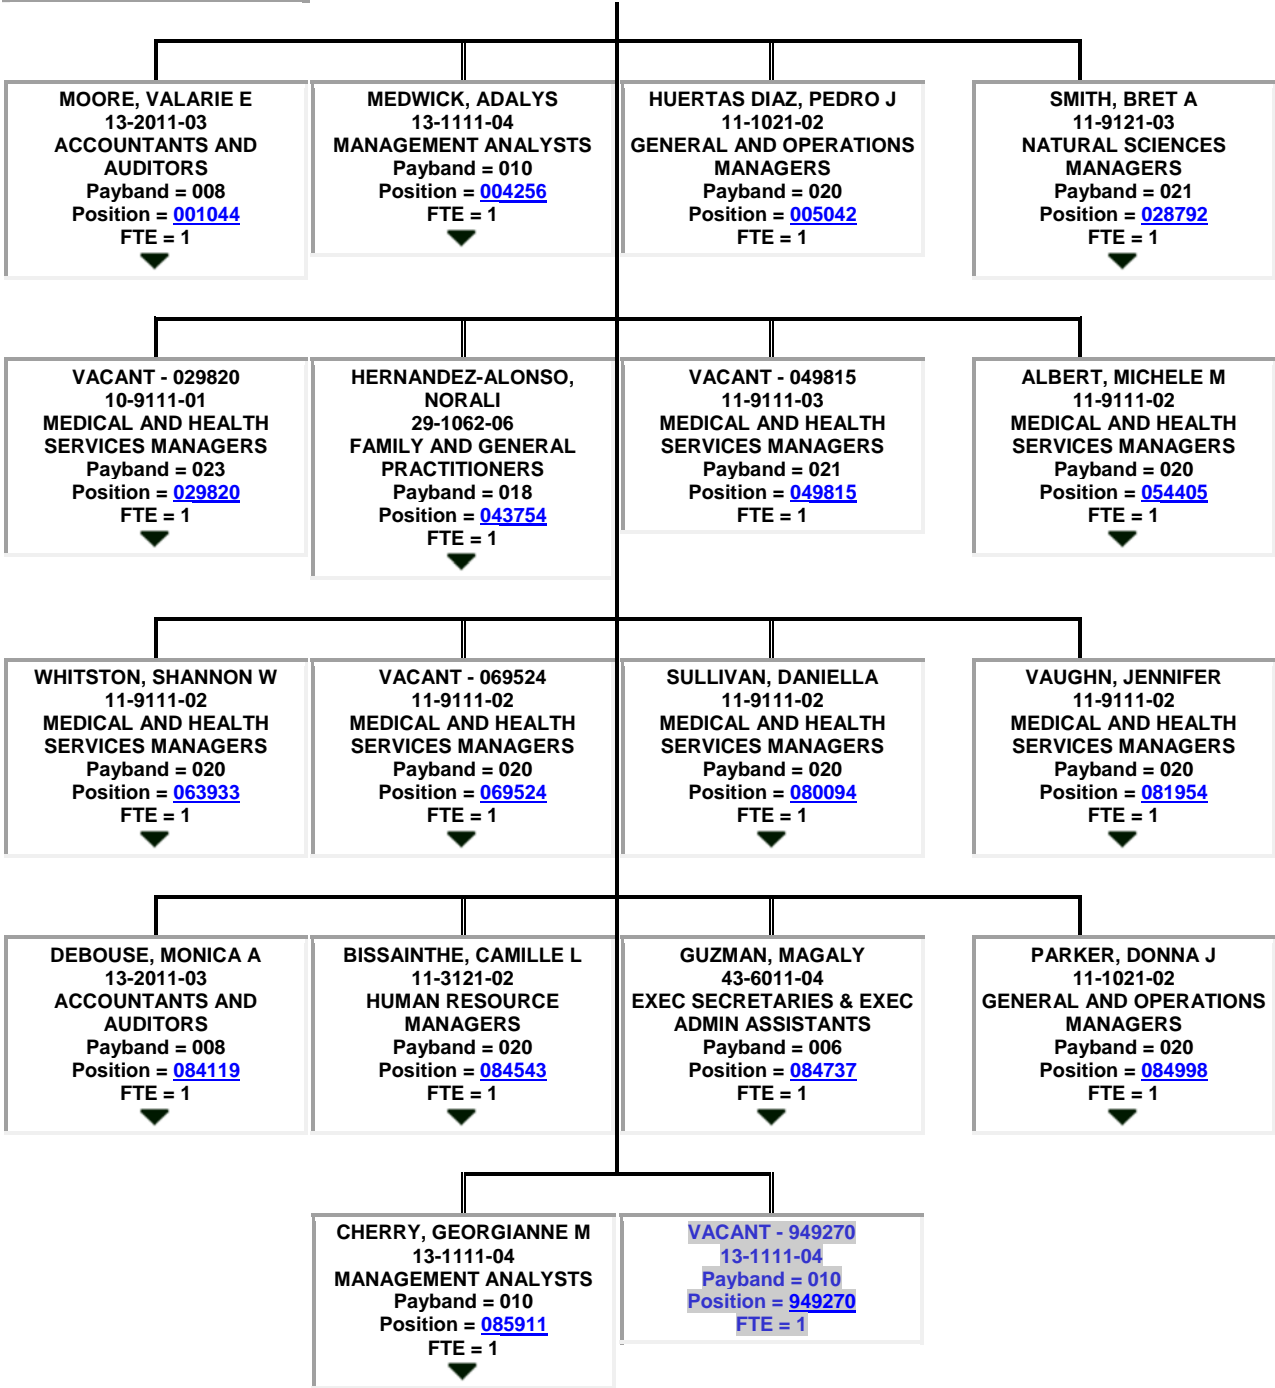 MOORE, VALARIE E
13-2011-03
ACCOUNTANTS AND
AUDITORS
Payband = 008
Position = 001044
FTE = 1
MEDWICK, ADALYS
13-1111-04
MANAGEMENT ANALYSTS
Payband = 010
Position = 004256
FTE = 1
HUERTAS DIAZ, PEDRO J
11-1021-02
GENERAL AND OPERATIONS
MANAGERS
Payband = 020
Position = 005042
FTE = 1
SMITH, BRET A
11-9121-03
NATURAL SCIENCES
MANAGERS
Payband = 021
Position = 028792
FTE = 1
VACANT - 029820
10-9111-01
MEDICAL AND HEALTH
SERVICES MANAGERS
Payband = 023
Position = 029820
FTE = 1
HERNANDEZ-ALONSO,
NORALI
29-1062-06
FAMILY AND GENERAL
PRACTITIONERS
Payband = 018
Position = 043754
FTE = 1
VACANT - 049815
11-9111-03
MEDICAL AND HEALTH
SERVICES MANAGERS
Payband = 021
Position = 049815
FTE = 1
ALBERT, MICHELE M
11-9111-02
MEDICAL AND HEALTH
SERVICES MANAGERS
Payband = 020
Position = 054405
FTE = 1
WHITSTON, SHANNON W
11-9111-02
MEDICAL AND HEALTH
SERVICES MANAGERS
Payband = 020
Position = 063933
FTE = 1
VACANT - 069524
11-9111-02
MEDICAL AND HEALTH
SERVICES MANAGERS
Payband = 020
Position = 069524
FTE = 1
SULLIVAN, DANIELLA
11-9111-02
MEDICAL AND HEALTH
SERVICES MANAGERS
Payband = 020
Position = 080094
FTE = 1
VAUGHN, JENNIFER
11-9111-02
MEDICAL AND HEALTH
SERVICES MANAGERS
Payband = 020
Position = 081954
FTE = 1
DEBOUSE, MONICA A
13-2011-03
ACCOUNTANTS AND
AUDITORS
Payband = 008
Position = 084119
FTE = 1
BISSAINTHE, CAMILLE L
11-3121-02
HUMAN RESOURCE
MANAGERS
Payband = 020
Position = 084543
FTE = 1
GUZMAN, MAGALY
43-6011-04
EXEC SECRETARIES & EXEC
ADMIN ASSISTANTS
Payband = 006
Position = 084737
FTE = 1
PARKER, DONNA J
11-1021-02
GENERAL AND OPERATIONS
MANAGERS
Payband = 020
Position = 084998
FTE = 1
CHERRY, GEORGIANNE M
13-1111-04
MANAGEMENT ANALYSTS
Payband = 010
Position = 085911
FTE = 1
VACANT - 949270
13-1111-04
Payband = 010
Position = 949270
FTE = 1